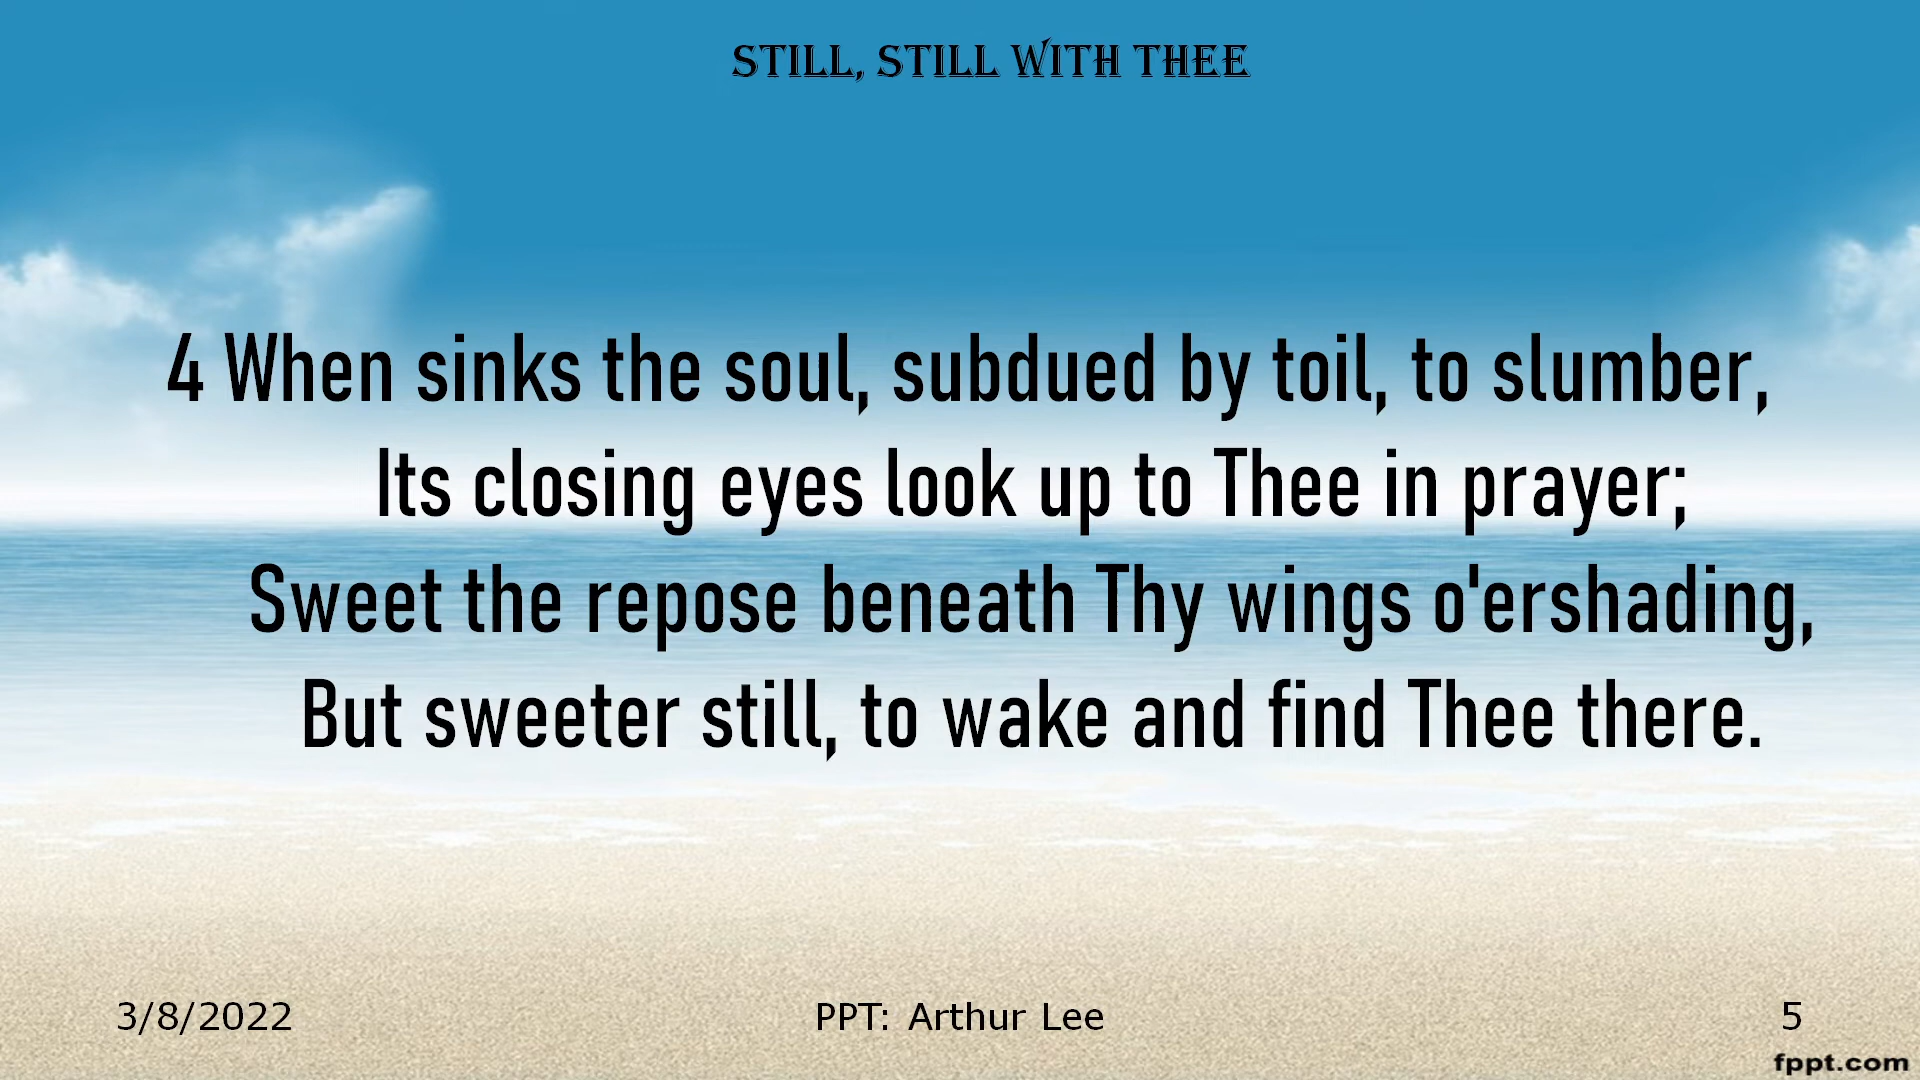 STILL, STILL WITH THEE
4 When sinks the soul, subdued by toil, to slumber,
Its closing eyes look up to Thee in prayer;
Sweet the repose beneath Thy wings o'ershading,
But sweeter still, to wake and find Thee there.
3/8/2022
PPT: Arthur Lee
5
fppt.com